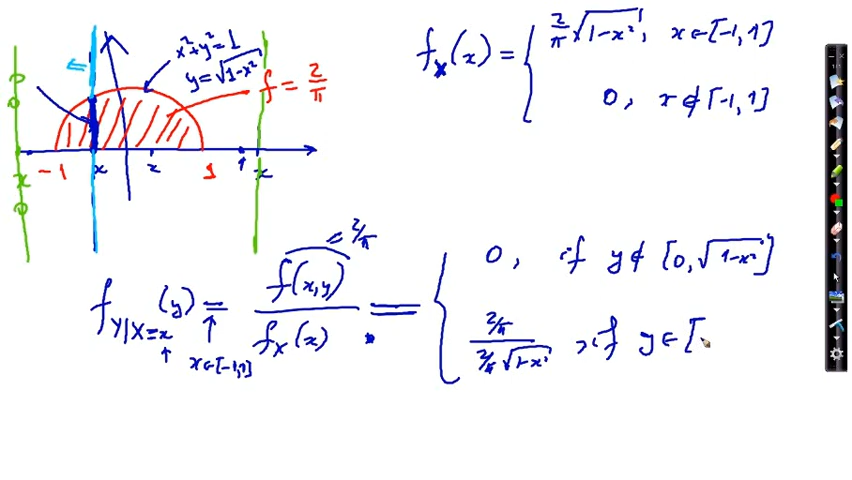 x²+y²=1
y=√(1-x²)
f = 2/π
-1 x x 1 1 x
x
f_X(x) = { 2/π √(1-x²), x∈[-1,1]
0, x∉[-1,1]
f_{Y|X=x}(y) = f(x,y) / f_X(x) = { 0, if y∉[0,√(1-x²)]
= 2/π
x∈[-1,1]
2/π / (2/π √(1-x²)), if y∈[